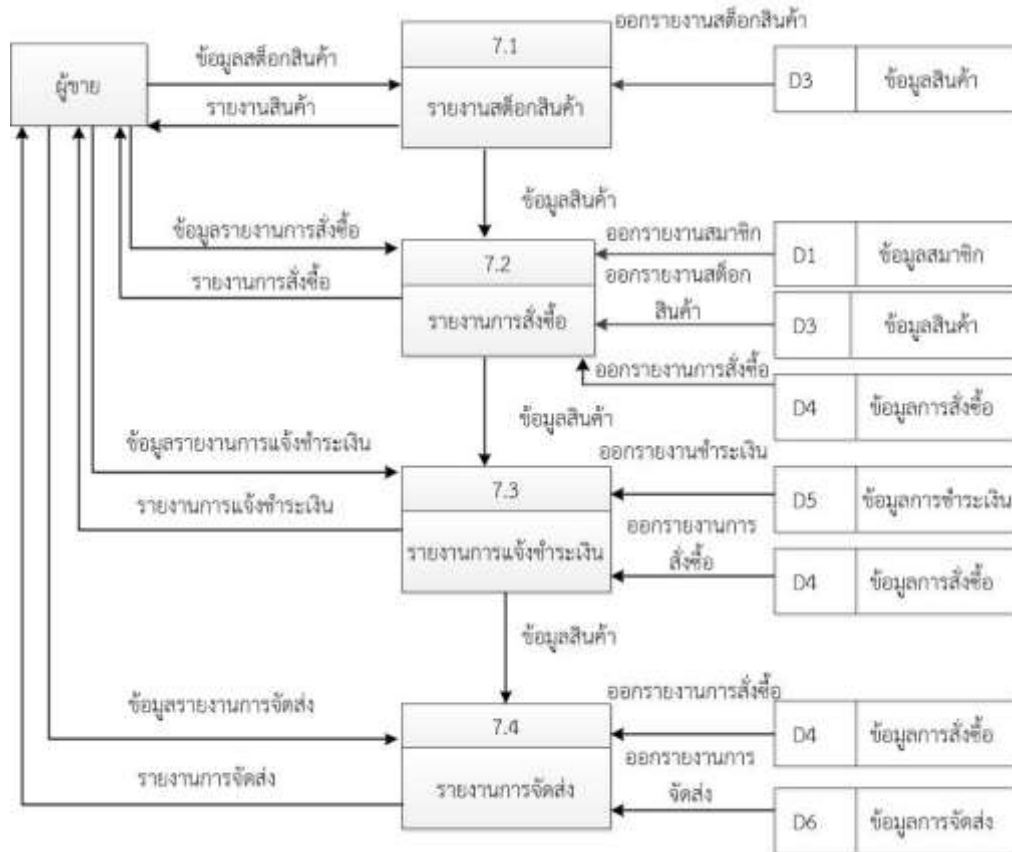 ออกรายงานสต็อกสินค้า
7.1
ข้อมูลสต็อกสินค้า
ผู้ขาย
D3
ข้อมูลสินค้า
รายงานสินค้า
รายงานสต็อกสินค้า
ข้อมูลสินค้า
ข้อมูลรายงานการสั่งซื้อ
ออกรายงานสมาชิก
D1
ข้อมูลสมาชิก
7.2
รายงานการสั่งซื้อ
ออกรายงานสต็อก
สินค้า
รายงานการสั่งซื้อ
D3
ข้อมูลสินค้า
ออกรายงานการสั่งซื้อ
D4
ข้อมูลการสั่งซื้อ
ข้อมูลสินค้า
ข้อมูลรายงานการแจ้งชำระเงิน
ออกรายงานชำระเงิน
7.3
D5
ข้อมูลการชำระเงิน
รายงานการแจ้งชำระเงิน
ออกรายงานการ
สั่งซื้อ
รายงานการแจ้งชำระเงิน
D4
ข้อมูลการสั่งซื้อ
ข้อมูลสินค้า
ข้อมูลรายงานการจัดส่ง
ออกรายงานการสั่งซื้อ
7.4
D4
ข้อมูลการสั่งซื้อ
ออกรายงานการ
จัดส่ง
รายงานการจัดส่ง
รายงานการจัดส่ง
D6
ข้อมูลการจัดส่ง